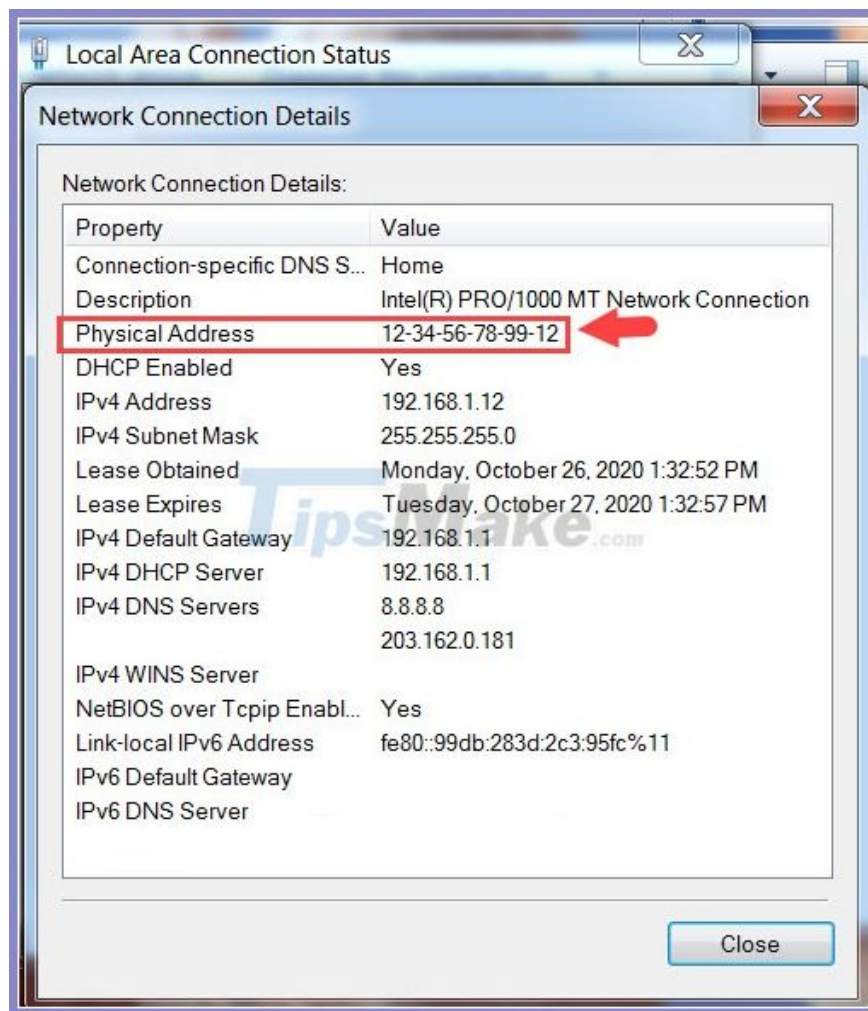 Local Area Connection Status
Network Connection Details
Network Connection Details:
Property Value
Connection-specific DNS S... Home
Description Intel(R) PRO/1000 MT Network Connection
Physical Address 12-34-56-78-99-12
DHCP Enabled Yes
IPv4 Address 192.168.1.12
IPv4 Subnet Mask 255.255.255.0
Lease Obtained Monday, October 26, 2020 1:32:52 PM
Lease Expires Tuesday, October 27, 2020 1:32:57 PM
TipsMake.com
IPv4 Default Gateway 192.168.1.1
IPv4 DHCP Server 192.168.1.1
IPv4 DNS Servers 8.8.8.8
203.162.0.181
IPv4 WINS Server
NetBIOS over Tcpip Enabl... Yes
Link-local IPv6 Address fe80::99db:283d:2c3:95fc%11
IPv6 Default Gateway
IPv6 DNS Server
Close